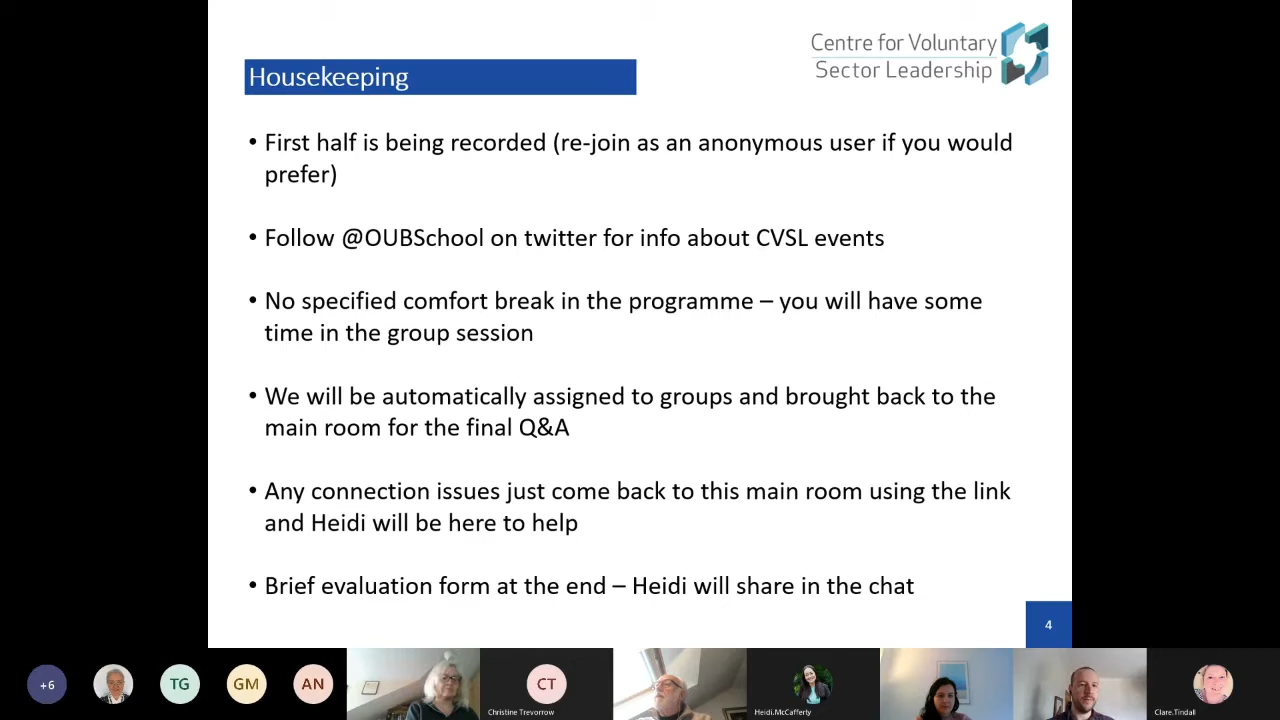 Centre for Voluntary
Sector Leadership
Housekeeping
• First half is being recorded (re-join as an anonymous user if you would
prefer)
• Follow @OUBSchool on twitter for info about CVSL events
• No specified comfort break in the programme – you will have some
time in the group session
• We will be automatically assigned to groups and brought back to the
main room for the final Q&A
• Any connection issues just come back to this main room using the link
and Heidi will be here to help
• Brief evaluation form at the end – Heidi will share in the chat
4
+6
TG
GM
AN
CT
Christine Trevorrow
Heidi.McCafferty
Clare.Tindall